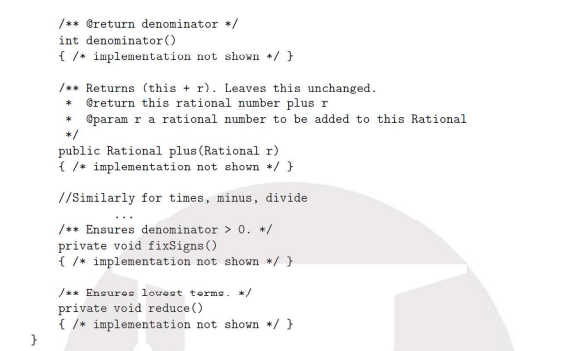 /** @return denominator */
int denominator()
{ /* implementation not shown */ }
/** Returns (this + r). Leaves this unchanged.
* @return this rational number plus r
* @param r a rational number to be added to this Rational
*/
public Rational plus(Rational r)
{ /* implementation not shown */ }
//Similarly for times, minus, divide
...
/** Ensures denominator > 0. */
private void fixSigns()
{ /* implementation not shown */ }
/** Ensures lowest terms. */
private void reduce()
{ /* implementation not shown */ }
}